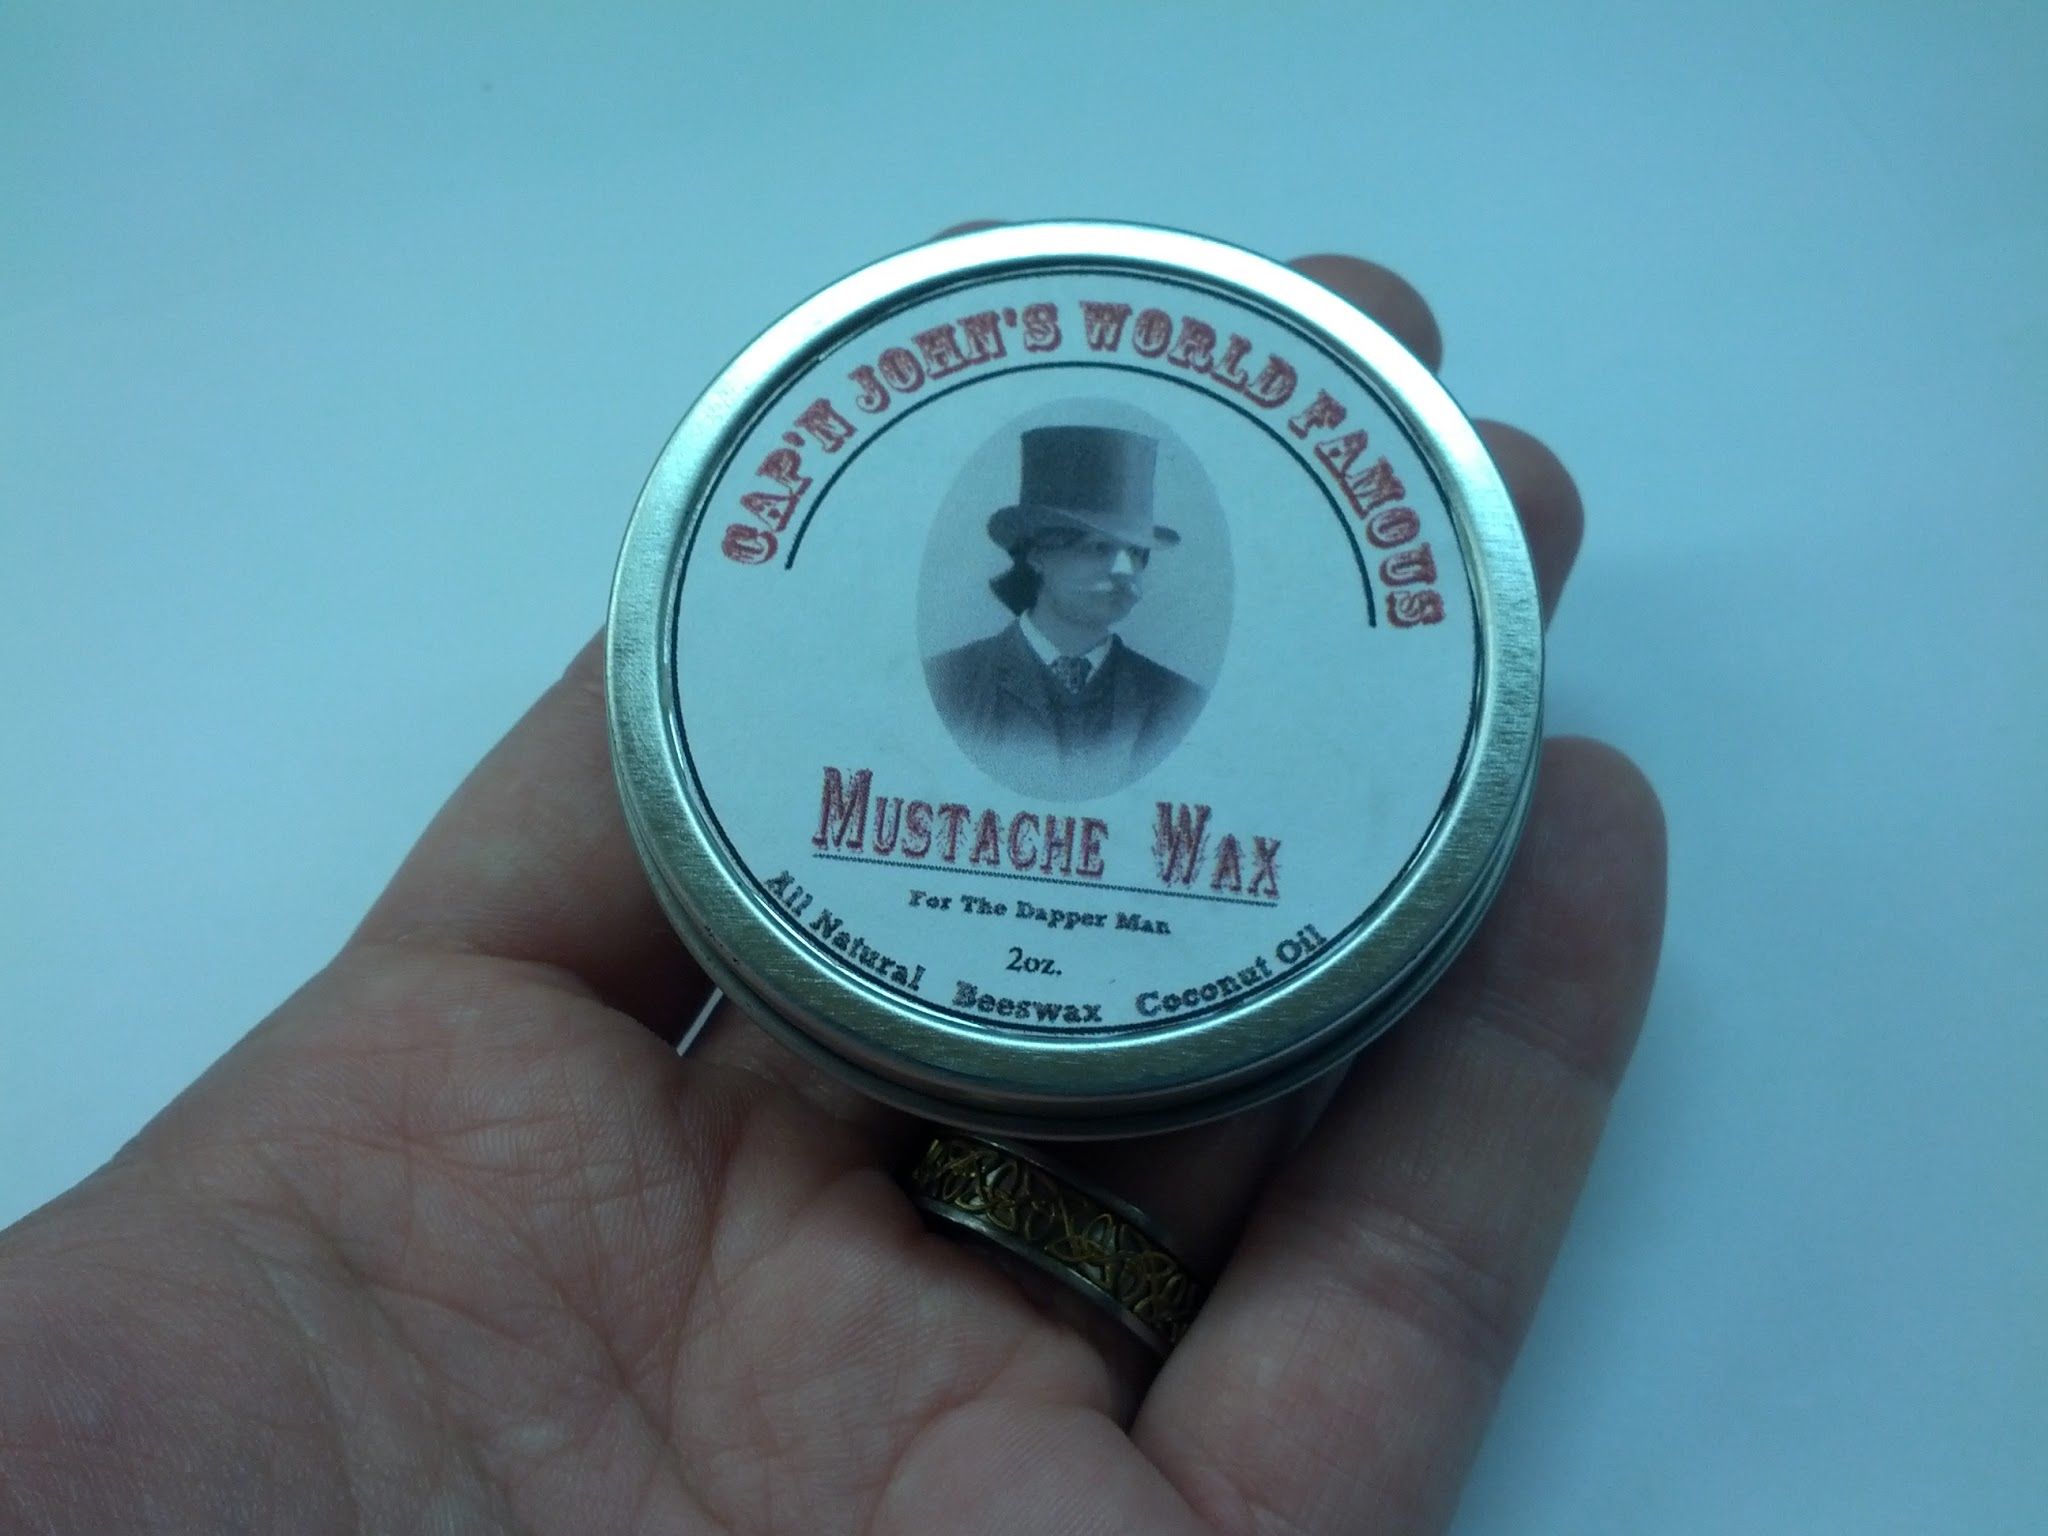 CAP'N JOHN'S WORLD FAMOUS
MUSTACHE WAX
For The Dapper Man
2oz.
All Natural Beeswax Coconut Oil